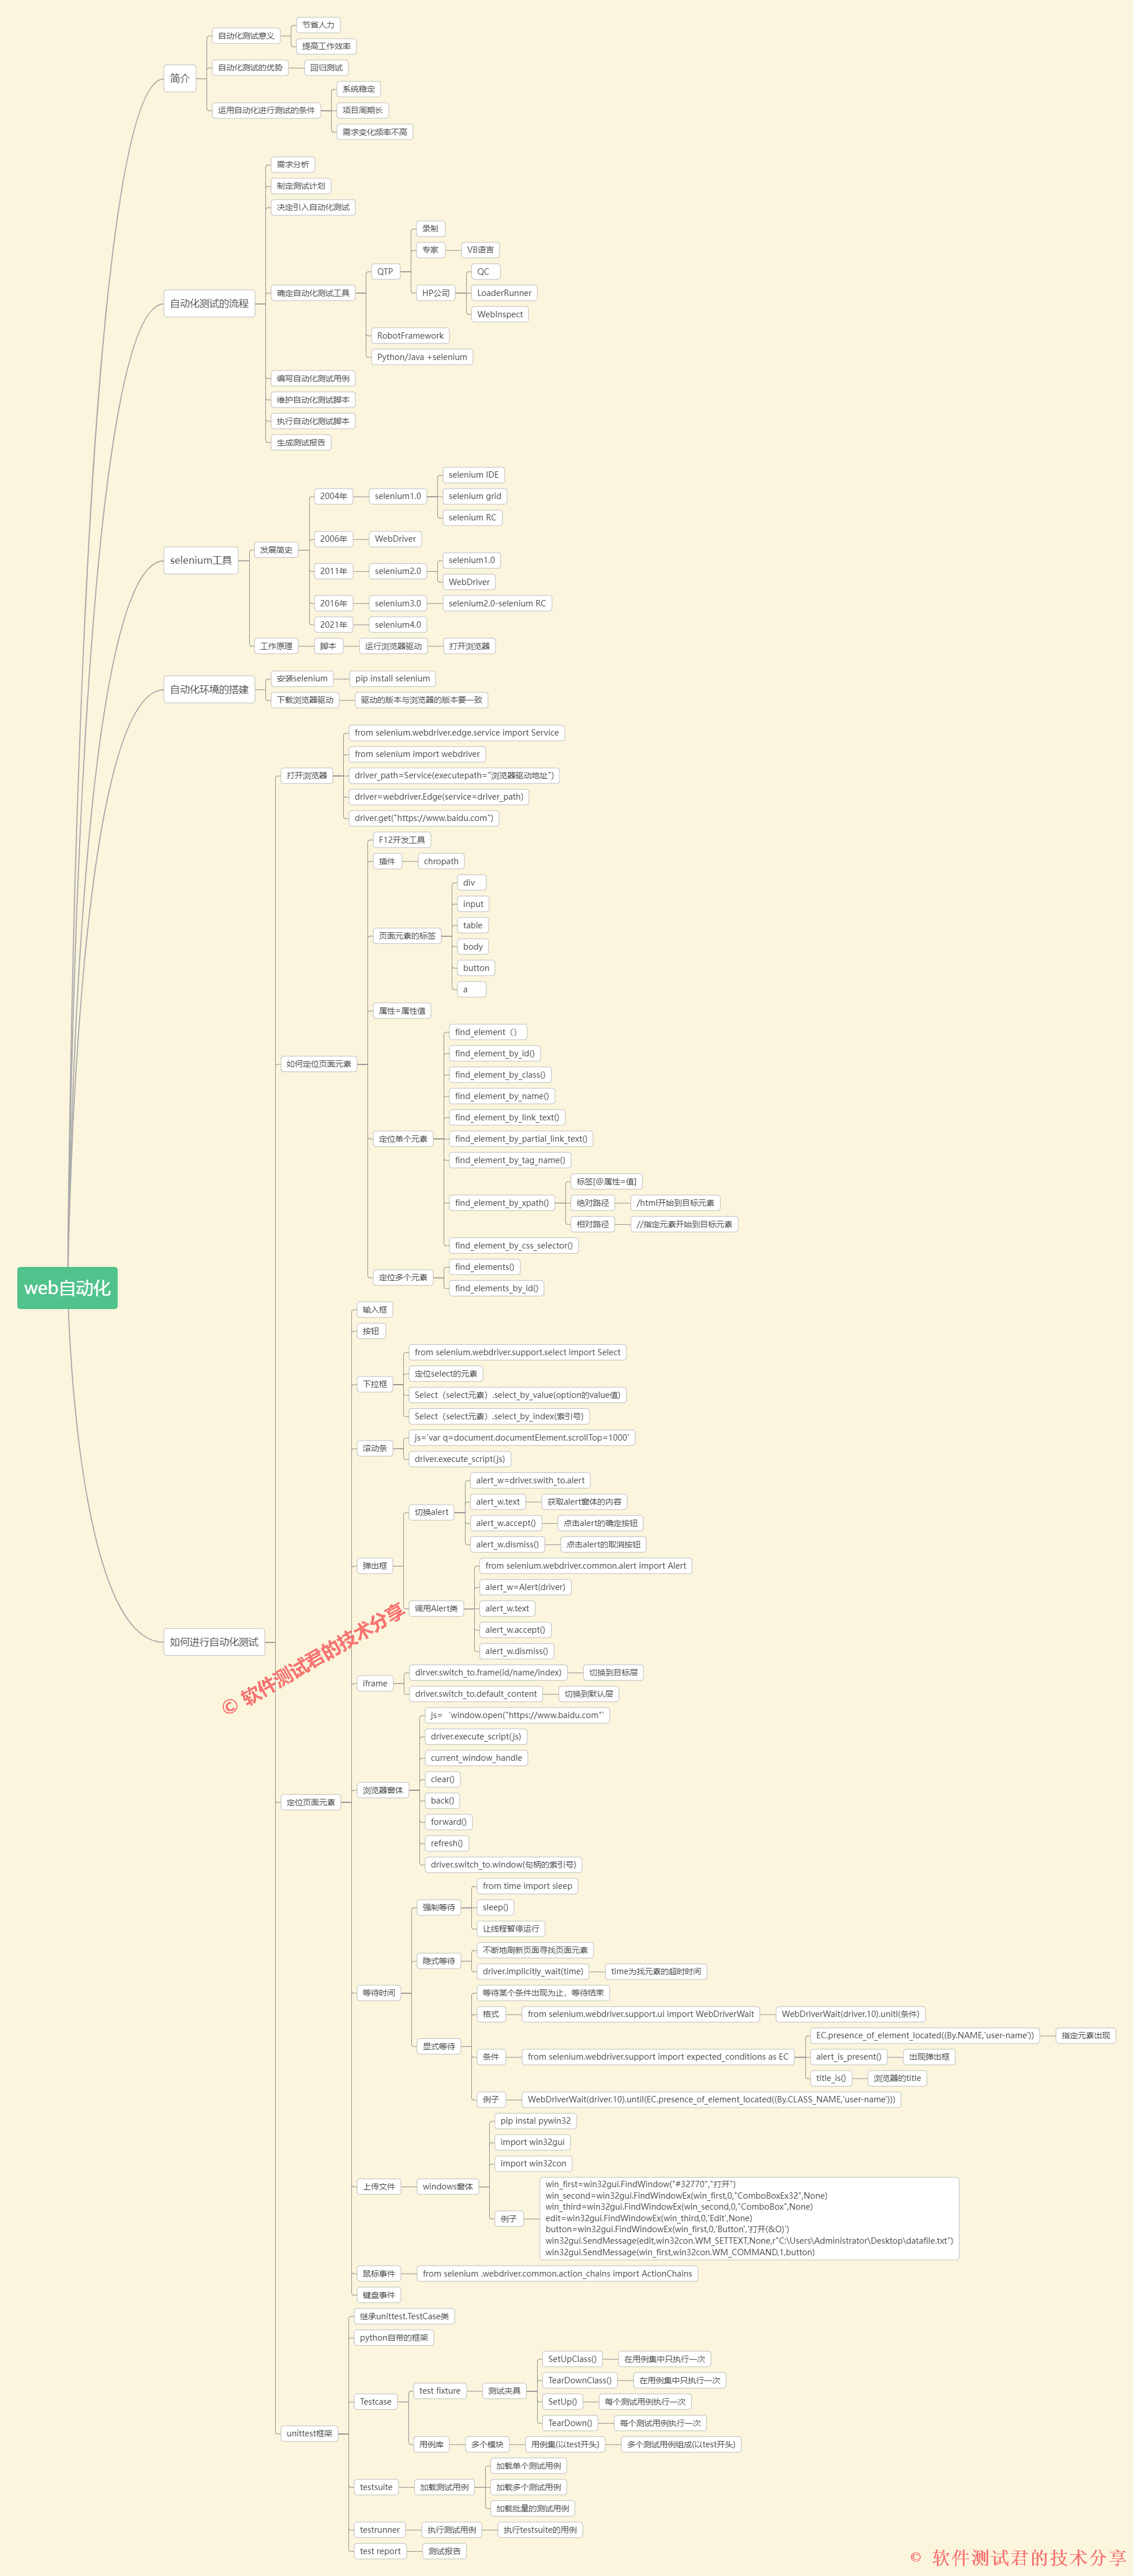 web自动化
简介
自动化测试意义
节省人力
提高工作效率
自动化测试的优势
回归测试
运用自动化进行测试的条件
系统稳定
项目周期长
需求变化频率不高
自动化测试的流程
需求分析
制定测试计划
决定引入自动化测试
确定自动化测试工具
QTP
录制
专家
VB语言
HP公司
QC
LoaderRunner
WebInspect
RobotFramework
Python/Java +selenium
编写自动化测试用例
维护自动化测试脚本
执行自动化测试脚本
生成测试报告
selenium工具
发展简史
2004年
selenium1.0
selenium IDE
selenium grid
selenium RC
2006年
WebDriver
2011年
selenium2.0
selenium1.0
WebDriver
2016年
selenium3.0
selenium2.0-selenium RC
2021年
selenium4.0
工作原理
脚本
运行浏览器驱动
打开浏览器
自动化环境的搭建
安装selenium
pip install selenium
下载浏览器驱动
驱动的版本与浏览器的版本要一致
如何进行自动化测试
打开浏览器
from selenium.webdriver.edge.service import Service
from selenium import webdriver
driver_path=Service(executepath="浏览器驱动地址")
driver=webdriver.Edge(service=driver_path)
driver.get("https://www.baidu.com")
如何定位页面元素
F12开发工具
插件
chropath
页面元素的标签
div
input
table
body
button
a
属性=属性值
定位单个元素
find_element（）
find_element_by_id()
find_element_by_class()
find_element_by_name()
find_element_by_link_text()
find_element_by_partial_link_text()
find_element_by_tag_name()
find_element_by_xpath()
标签[@属性=值]
绝对路径
/html开始到目标元素
相对路径
//指定元素开始到目标元素
find_element_by_css_selector()
定位多个元素
find_elements()
find_elements_by_id()
定位页面元素
输入框
按钮
下拉框
from selenium.webdriver.support.select import Select
定位select的元素
Select（select元素）.select_by_value(option的value值)
Select（select元素）.select_by_index(索引号)
滚动条
js='var q=document.documentElement.scrollTop=1000'
driver.execute_script(js)
弹出框
切换alert
alert_w=driver.swith_to.alert
alert_w.text
获取alert窗体的内容
alert_w.accept()
点击alert的确定按钮
alert_w.dismiss()
点击alert的取消按钮
调用Alert类
from selenium.webdriver.common.alert import Alert
alert_w=Alert(driver)
alert_w.text
alert_w.accept()
alert_w.dismiss()
iframe
dirver.switch_to.frame(id/name/index)
切换到目标层
driver.switch_to.default_content
切换到默认层
浏览器窗体
js= 'window.open("https://www.baidu.com"'
driver.execute_script(js)
current_window_handle
clear()
back()
forward()
refresh()
driver.switch_to.window(句柄的索引号)
等待时间
强制等待
from time import sleep
sleep()
让线程暂停运行
隐式等待
不断地刷新页面寻找页面元素
driver.implicitly_wait(time)
time为找元素的超时时间
显式等待
等待某个条件出现为止，等待结束
格式
from selenium.webdriver.support.ui import WebDriverWait
WebDriverWait(driver.10).unitl(条件)
条件
from selenium.webdriver.support import expected_conditions as EC
EC.presence_of_element_located((By.NAME,'user-name'))
指定元素出现
alert_is_present()
出现弹出框
title_is()
浏览器的title
例子
WebDriverWait(driver.10).until(EC.presence_of_element_located((By.CLASS_NAME,'user-name')))
上传文件
windows窗体
pip instal pywin32
import win32gui
import win32con
例子
win_first=win32gui.FindWindow("#32770","打开")
win_second=win32gui.FindWindowEx(win_first,0,"ComboBoxEx32",None)
win_third=win32gui.FindWindowEx(win_second,0,"ComboBox",None)
edit=win32gui.FindWindowEx(win_third,0,'Edit',None)
button=win32gui.FindWindowEx(win_first,0,'Button','打开(&O)')
win32gui.SendMessage(edit,win32con.WM_SETTEXT,None,r"C:\Users\Administrator\Desktop\datafile.txt")
win32gui.SendMessage(win_first,win32con.WM_COMMAND,1,button)
鼠标事件
from selenium .webdriver.common.action_chains import ActionChains
键盘事件
unittest框架
继承unittest.TestCase类
python自带的框架
Testcase
test fixture
测试夹具
SetUpClass()
在用例集中只执行一次
TearDownClass()
在用例集中只执行一次
SetUp()
每个测试用例执行一次
TearDown()
每个测试用例执行一次
用例库
多个模块
用例集(以test开头)
多个测试用例组成(以test开头)
testsuite
加载测试用例
加载单个测试用例
加载多个测试用例
加载批量的测试用例
testrunner
执行测试用例
执行testsuite的用例
test report
测试报告
© 软件测试君的技术分享
© 软件测试君的技术分享